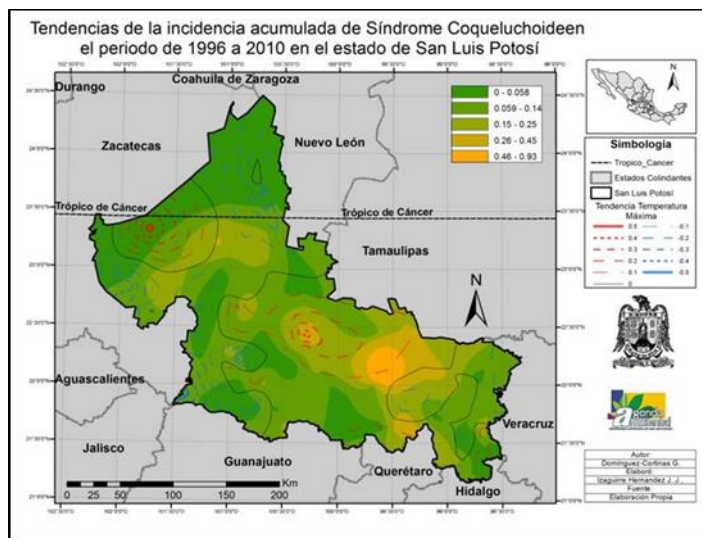 Tendencias de la incidencia acumulada de Síndrome Coqueluchoideen
el periodo de 1996 a 2010 en el estado de San Luis Potosí
Durango
Coahuila de Zaragoza
Zacatecas
Nuevo León
0 - 0.058
0.059 - 0.14
0.15 - 0.25
0.26 - 0.45
0.46 - 0.93
Trópico de Cáncer
Trópico de Cáncer
Tamaulipas
N
Aguascalientes
Jalisco
Guanajuato
Querétaro
Hidalgo
Veracruz
0 25 50 100 150 200
Km
N
Simbología
Tropico_Cancer
Estados Colindantes
San Luis Potosí
Tendencia Temperatura
Máxima
0.4
0.3
0.2
0.1
0
-0.1
-0.2
-0.3
-0.4
Autor:
Domínguez-Cortinas G.
Elaboró:
Izaguirre Hernandez J. J.,
Fuente:
Elaboración Propia